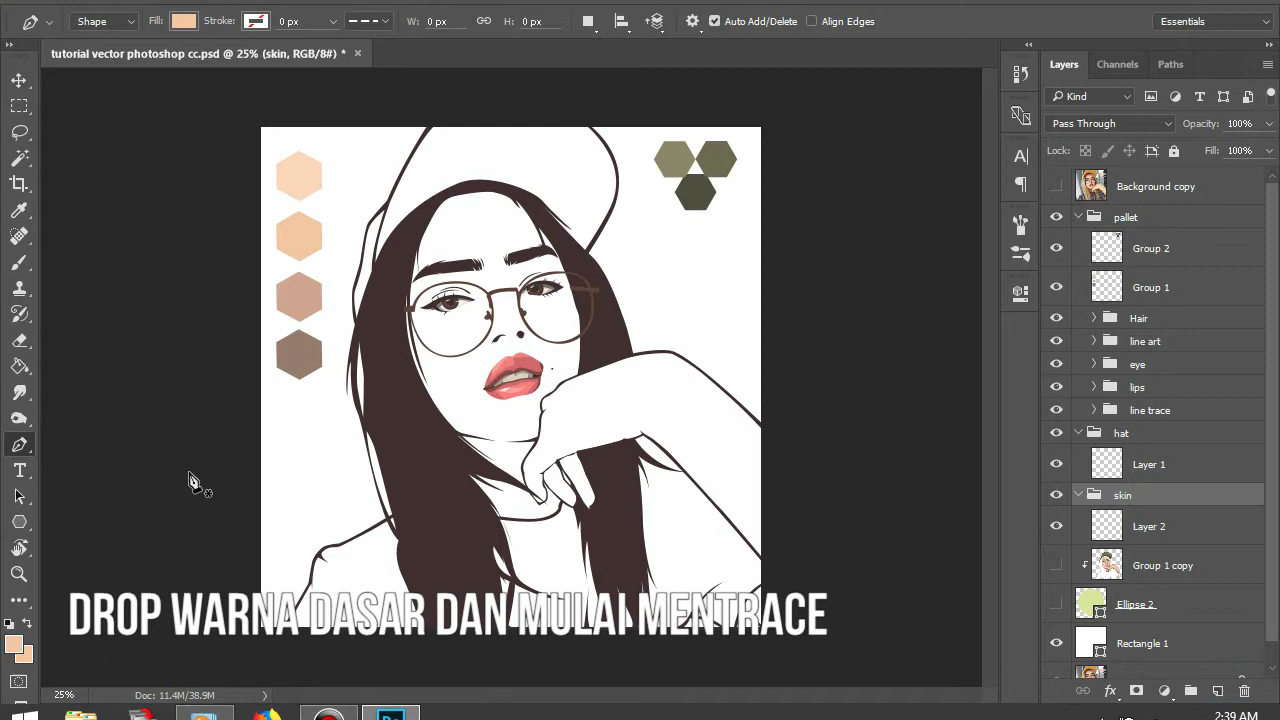 Shape
Fill:
Stroke:
0 px
W: 0 px
H: 0 px
Auto Add/Delete
Align Edges
Essentials
tutorial vector photoshop cc.psd @ 25% (skin, RGB/8#) *
Layers
Channels
Paths
Kind
Pass Through
Opacity: 100%
Lock:
Fill: 100%
Background copy
pallet
Group 2
Group 1
Hair
line art
eye
lips
line trace
hat
Layer 1
skin
Layer 2
Group 1 copy
Ellipse 2
Rectangle 1
DROP WARNA DASAR DAN MULAI MENTRACE
25%
Doc: 11.4M/38.9M
2:39 AM